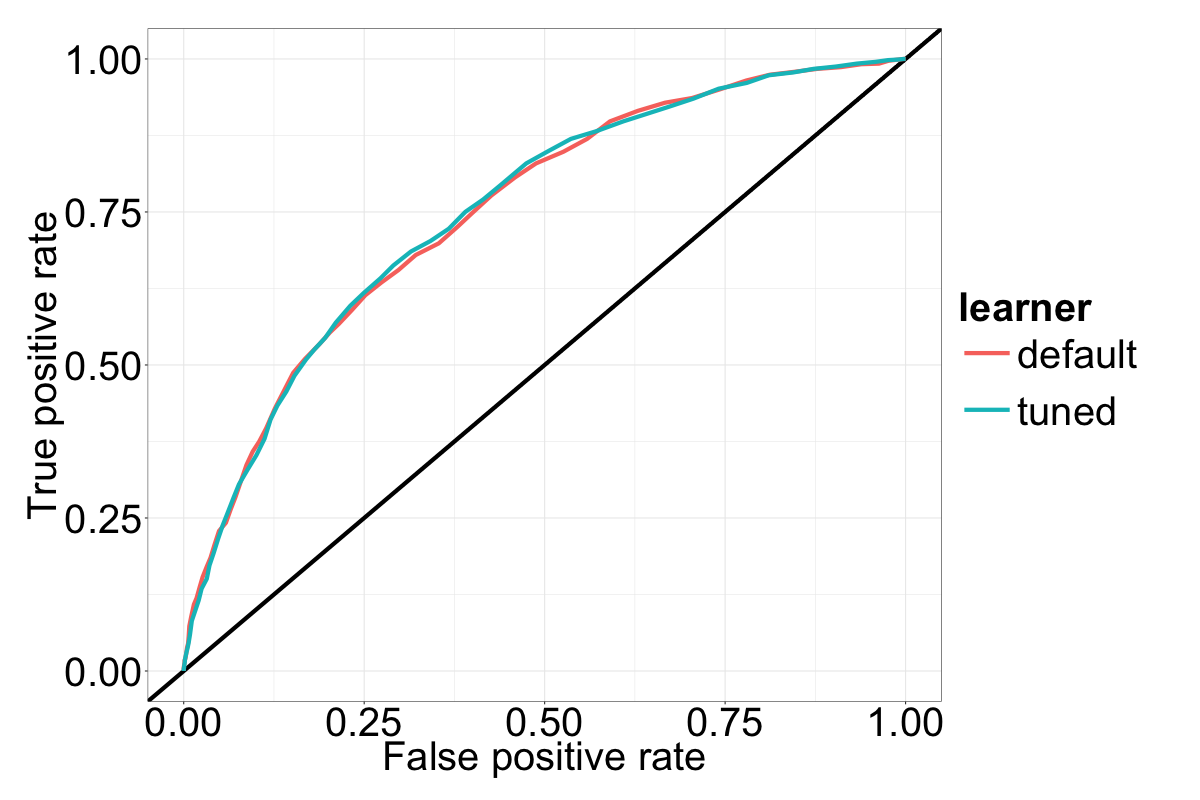 True positive rate
1.00
0.75
0.50
0.25
0.00
0.00 0.25 0.50 0.75 1.00
False positive rate
learner
default
tuned